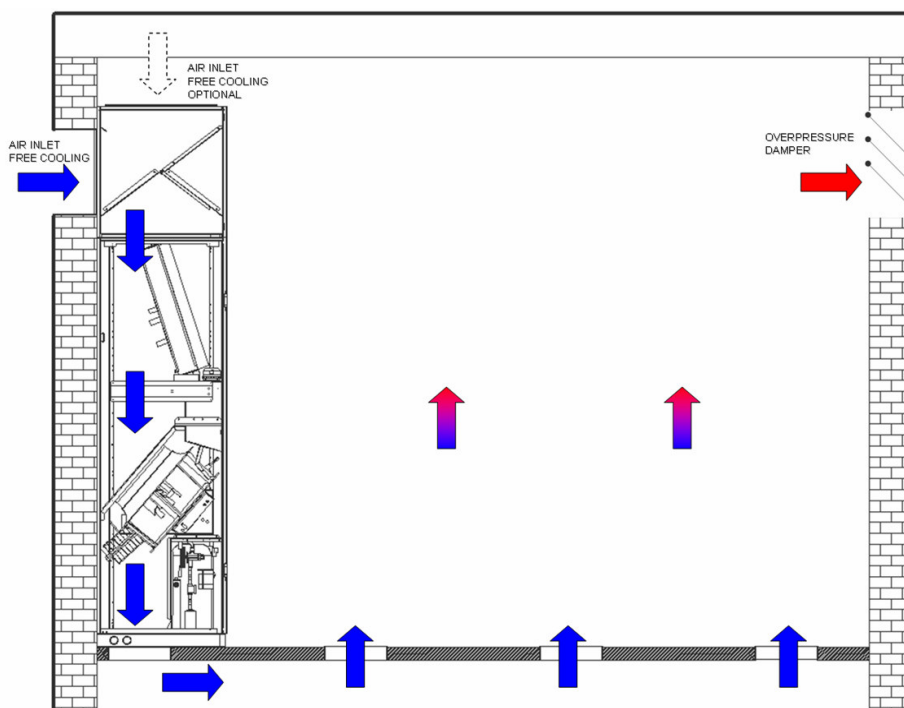 AIR INLET
FREE COOLING
OPTIONAL
AIR INLET
FREE COOLING
OVERPRESSURE
DAMPER